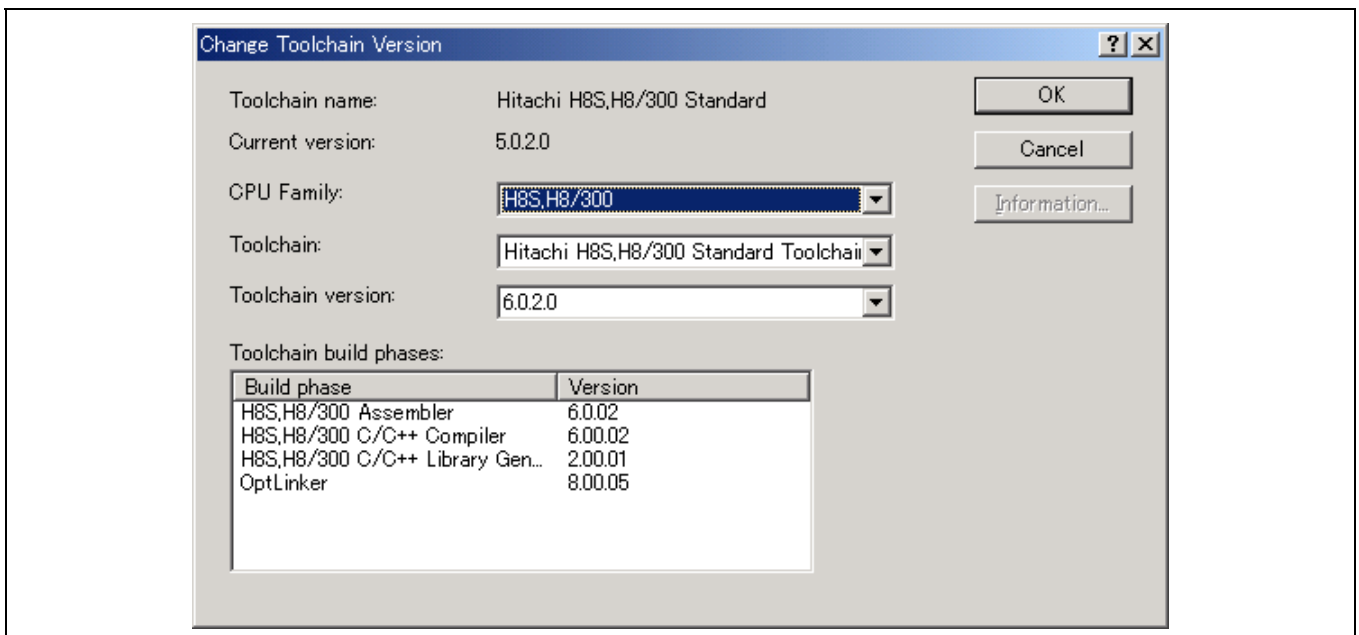 Change Toolchain Version
Toolchain name: Hitachi H8S,H8/300 Standard
OK
Current version: 5.0.2.0
Cancel
CPU Family: H8S,H8/300
Information...
Toolchain: Hitachi H8S,H8/300 Standard Toolchai
Toolchain version: 6.0.2.0
Toolchain build phases:
Build phase Version
H8S,H8/300 Assembler 6.0.02
H8S,H8/300 C/C++ Compiler 6.00.02
H8S,H8/300 C/C++ Library Gen... 2.00.01
OptLinker 8.00.05